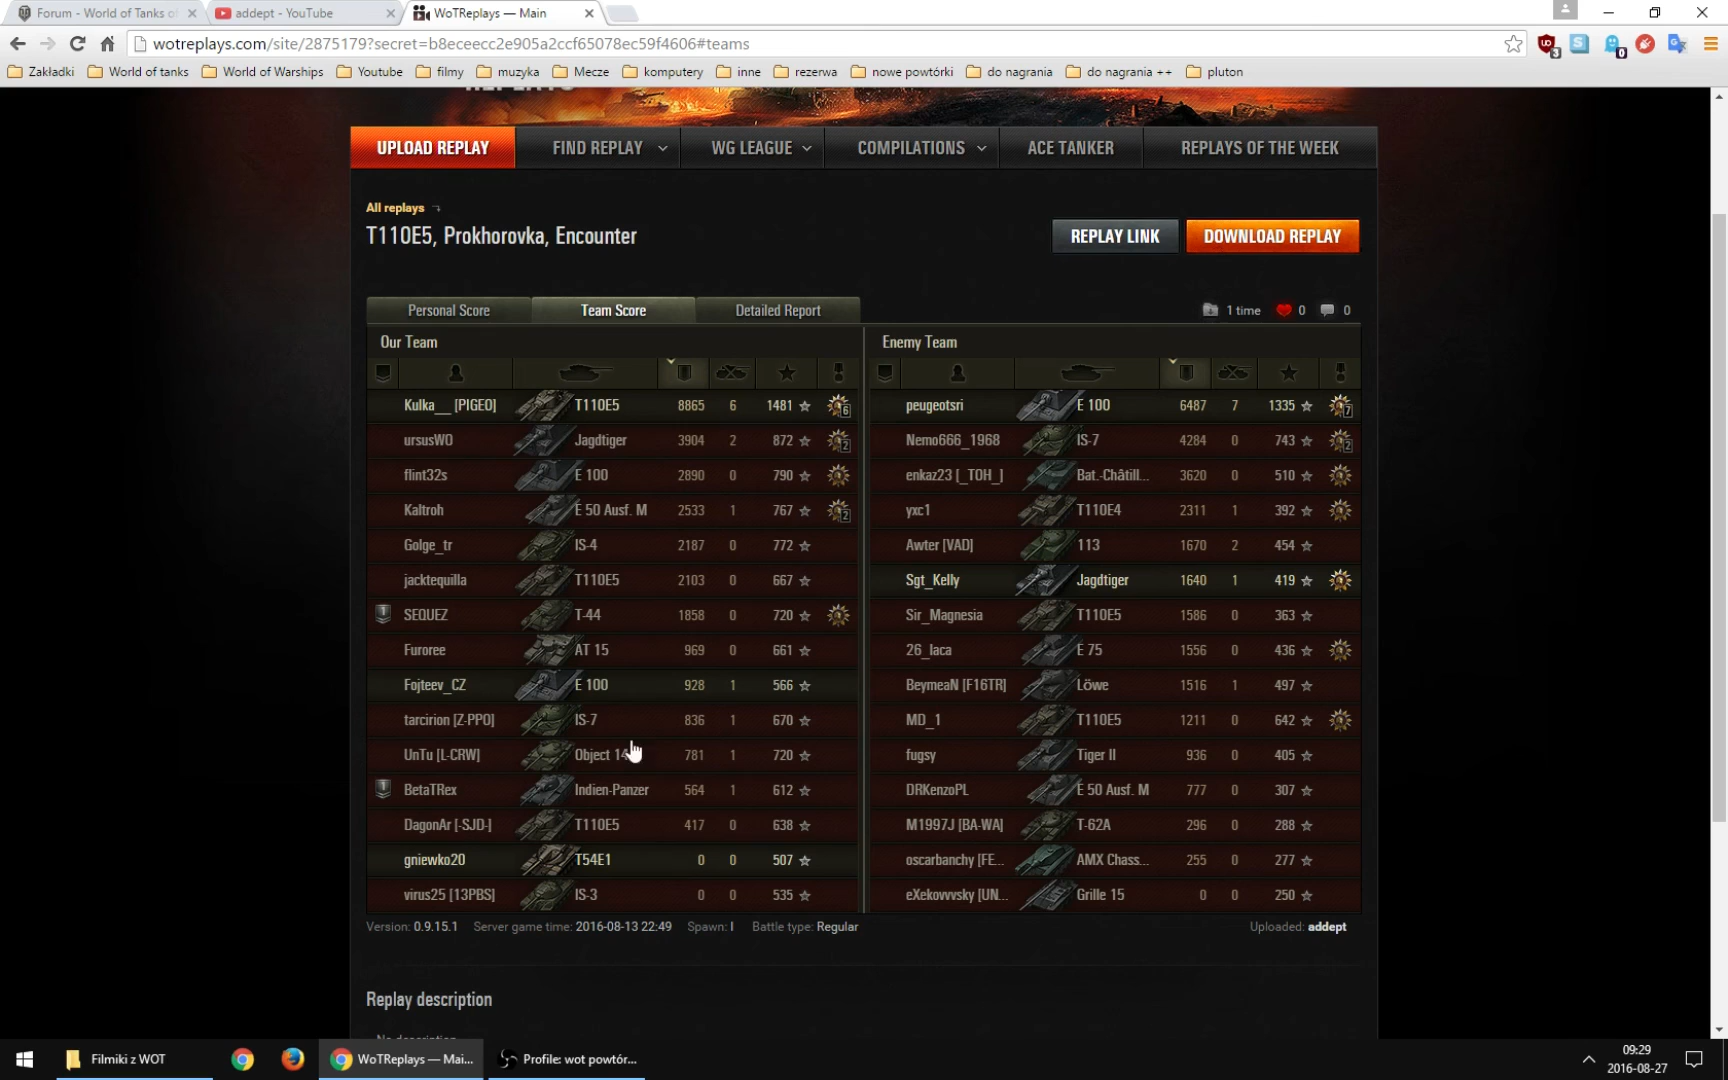 Forum - World of Tanks of
addept - YouTube
WoTReplays — Main
wotreplays.com/site/2875179?secret=b8eceecc2e905a2ccf65078ec59f4606#teams
Zakładki World of tanks World of Warships Youtube filmy muzyka Mecze komputery inne rezerwa nowe powtórki do nagrania do nagrania ++ pluton
UPLOAD REPLAY FIND REPLAY WG LEAGUE COMPILATIONS ACE TANKER REPLAYS OF THE WEEK
All replays
T110E5, Prokhorovka, Encounter
REPLAY LINK DOWNLOAD REPLAY
Personal Score Team Score Detailed Report 1 time 0 0
Our Team
Kulka__ [PIGEO] T110E5 8865 6 1481 6
ursusWO Jagdtiger 3904 2 872 2
flint32s E 100 2890 0 790
Kaltroh E 50 Ausf. M 2533 1 767 2
Golge_tr IS-4 2187 0 772
jacktequilla T110E5 2103 0 667
SEQUEZ T-44 1858 0 720
Furoree AT 15 969 0 661
Fojteev_CZ E 100 928 1 566
tarcirion [Z-PPO] IS-7 836 1 670
UnTu [L-CRW] Object 14 781 1 720
BetaTRex Indien-Panzer 564 1 612
DagonAr [-SJD-] T110E5 417 0 638
gniewko20 T54E1 0 0 507
virus25 [13PBS] IS-3 0 0 535
Enemy Team
peugeotsri E 100 6487 7 1335 7
Nemo666_1968 IS-7 4284 0 743 2
enkaz23 [_TOH_] Bat.-Châtill... 3620 0 510
yxc1 T110E4 2311 1 392
Awter [VAD] 113 1670 2 454
Sgt_Kelly Jagdtiger 1640 1 419
Sir_Magnesia T110E5 1586 0 363
26_laca E 75 1556 0 436
BeymeaN [F16TR] Löwe 1516 1 497
MD_1 T110E5 1211 0 642
fugsy Tiger II 936 0 405
DRKenzoPL E 50 Ausf. M 777 0 307
M1997J [BA-WA] T-62A 296 0 288
oscarbanchy [FE... AMX Chass... 255 0 277
eXekovvvsky [UN... Grille 15 0 0 250
Version: 0.9.15.1 Server game time: 2016-08-13 22:49 Spawn: I Battle type: Regular Uploaded: addept
Replay description
Filmiki z WOT
WoTReplays — Mai...
Profile: wot powtór...
09:29
2016-08-27